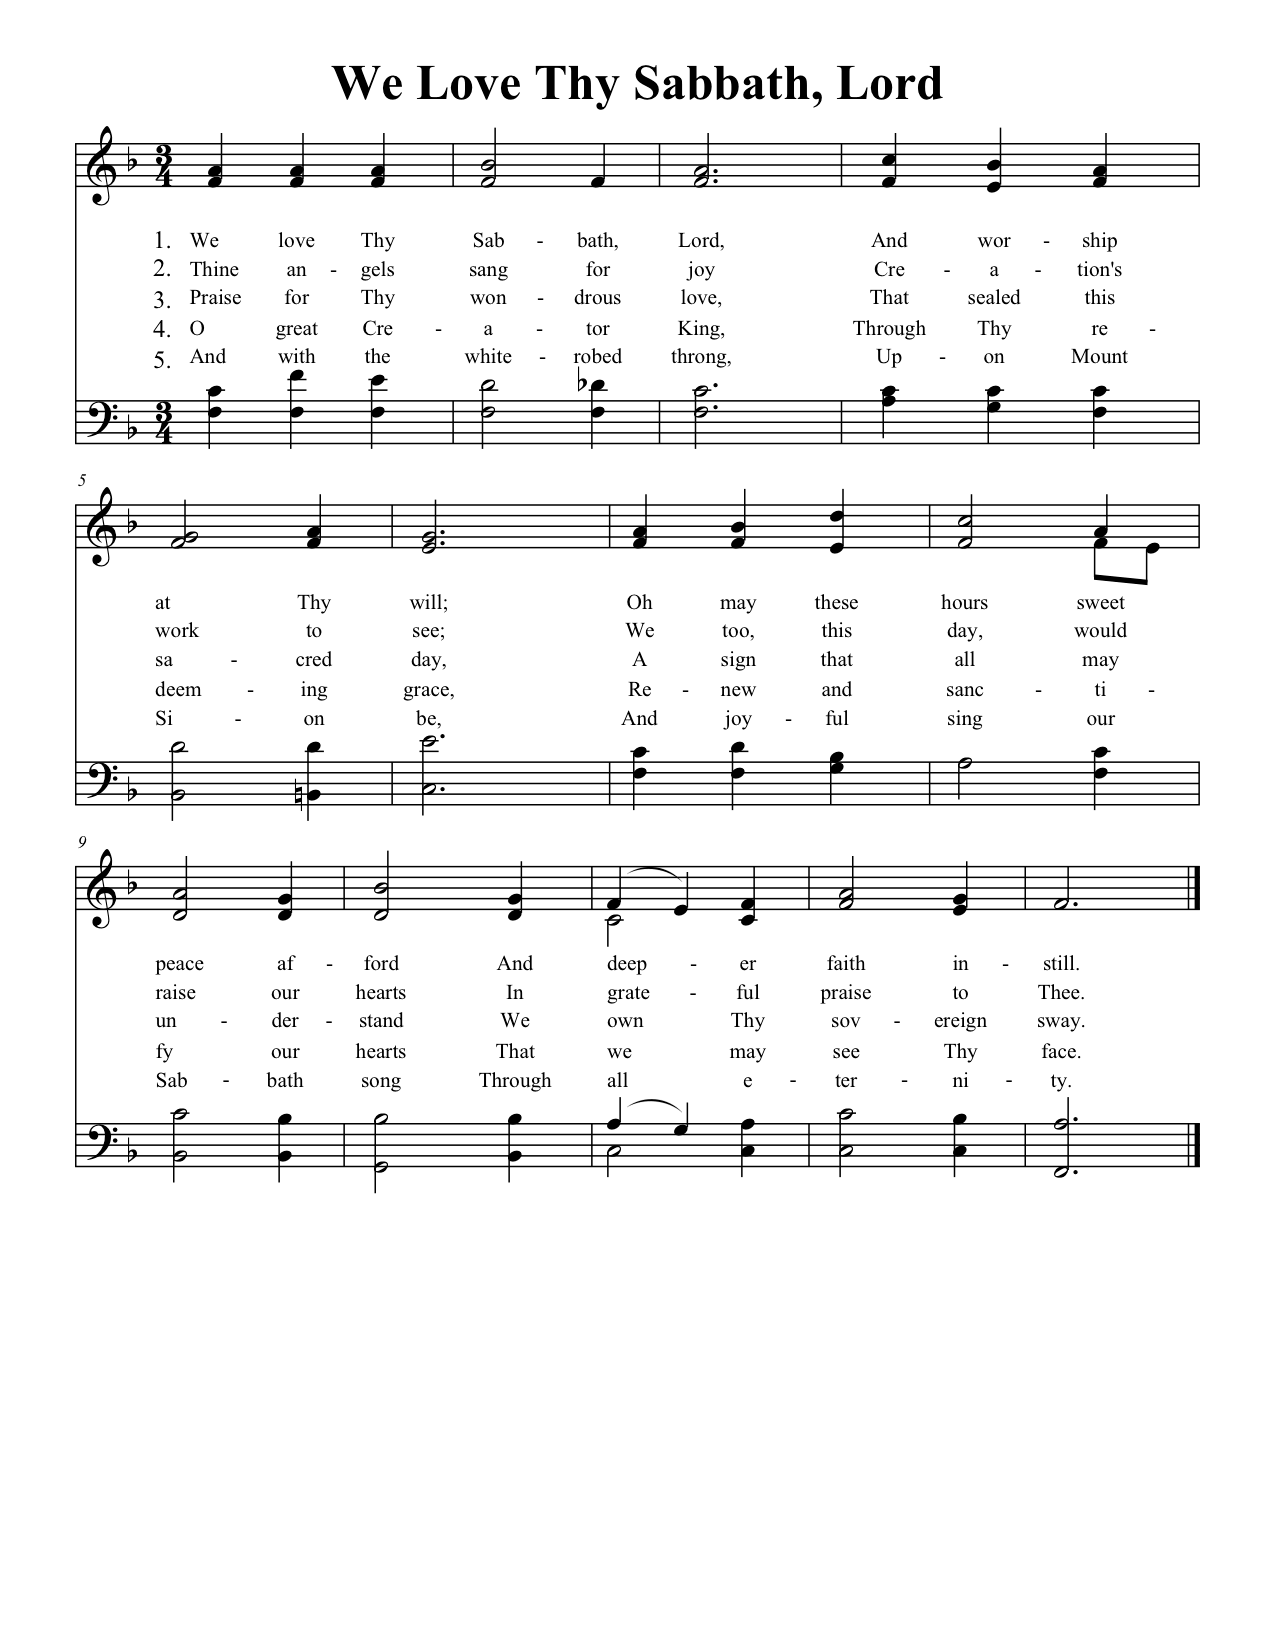 We Love Thy Sabbath, Lord
3
4
1. We love Thy Sab - bath, Lord, And wor - ship
2. Thine an - gels sang for joy Cre - a - tion's
3. Praise for Thy won - drous love, That sealed this
4. O great Cre - a - tor King, Through Thy re -
5. And with the white - robed throng, Up - on Mount
3
4
5
at Thy will; Oh may these hours sweet
work to see; We too, this day, would
sa - cred day, A sign that all may
deem - ing grace, Re - new and sanc - ti -
Si - on be, And joy - ful sing our
9
peace af - ford And deep - er faith in - still.
raise our hearts In grate - ful praise to Thee.
un - der - stand We own Thy sov - ereign sway.
fy our hearts That we may see Thy face.
Sab - bath song Through all e - ter - ni - ty.